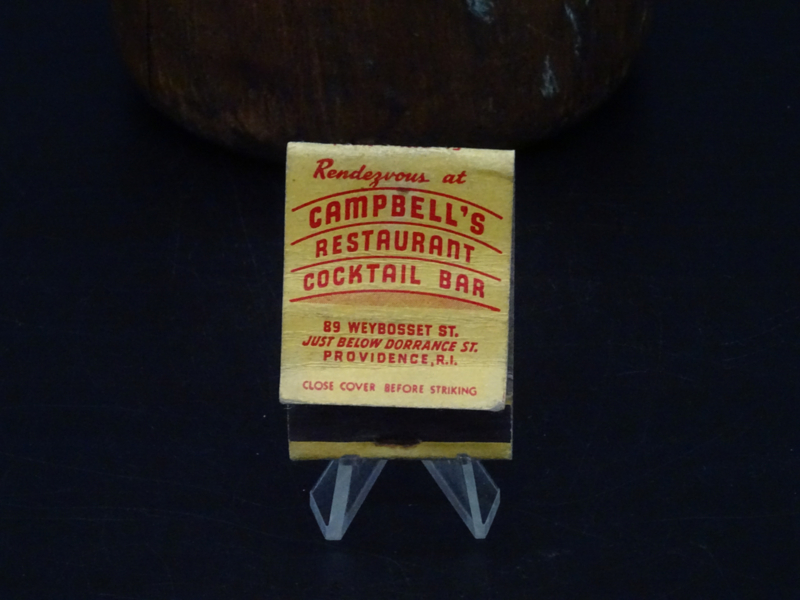 Rendezvous at
CAMPBELL'S
RESTAURANT
COCKTAIL BAR
89 WEYBOSSET ST.
JUST BELOW DORRANCE ST.
PROVIDENCE, R.I.
CLOSE COVER BEFORE STRIKING